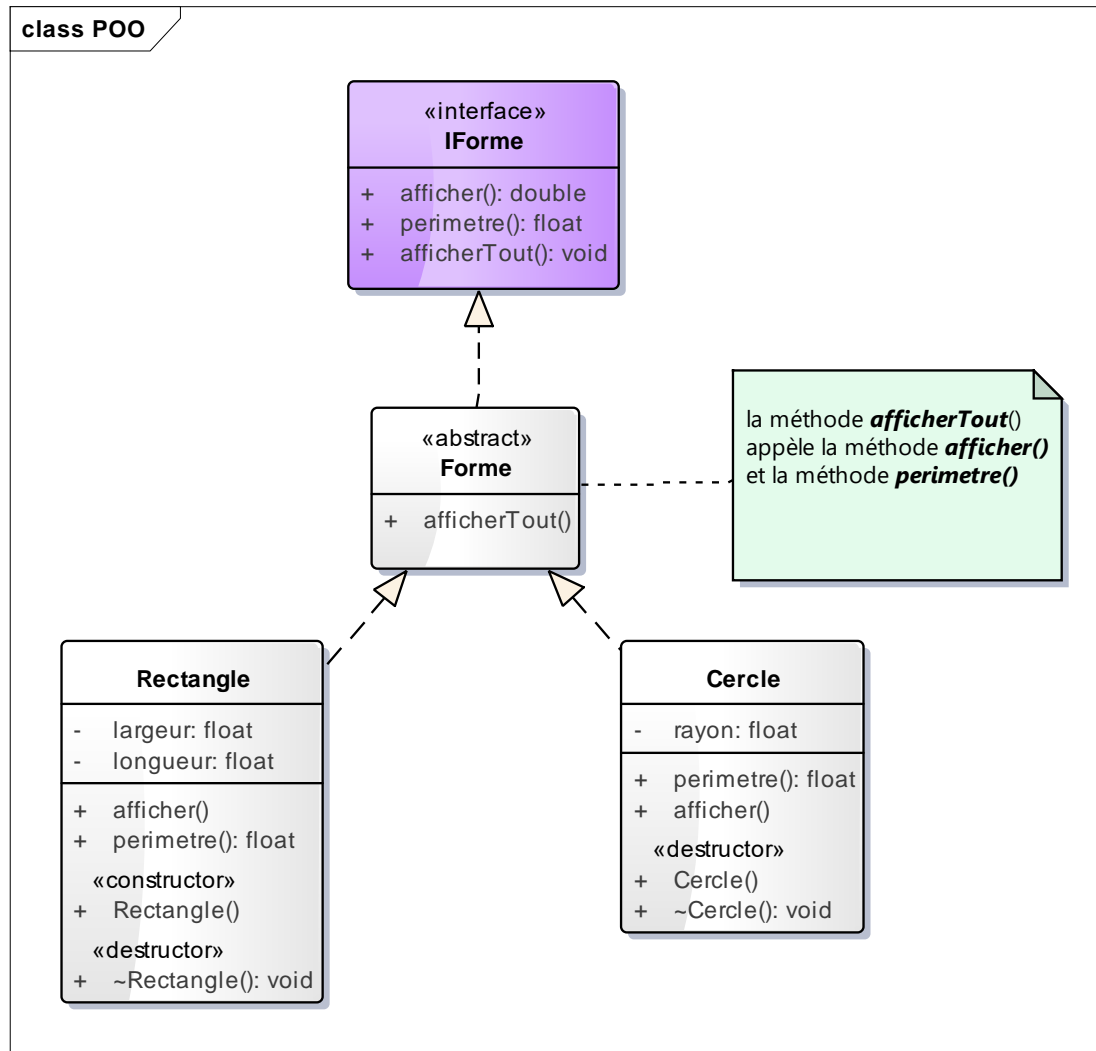 class POO
«interface»
IForme
+ afficher(): double
+ perimetre(): float
+ afficherTout(): void
«abstract»
Forme
+ afficherTout()
la méthode afficherTout()
appèle la méthode afficher()
et la méthode perimetre()
Rectangle
- largeur: float
- longueur: float
+ afficher()
+ perimetre(): float
«constructor»
+ Rectangle()
«destructor»
+ ~Rectangle(): void
Cercle
- rayon: float
+ perimetre(): float
+ afficher()
«destructor»
+ Cercle()
+ ~Cercle(): void